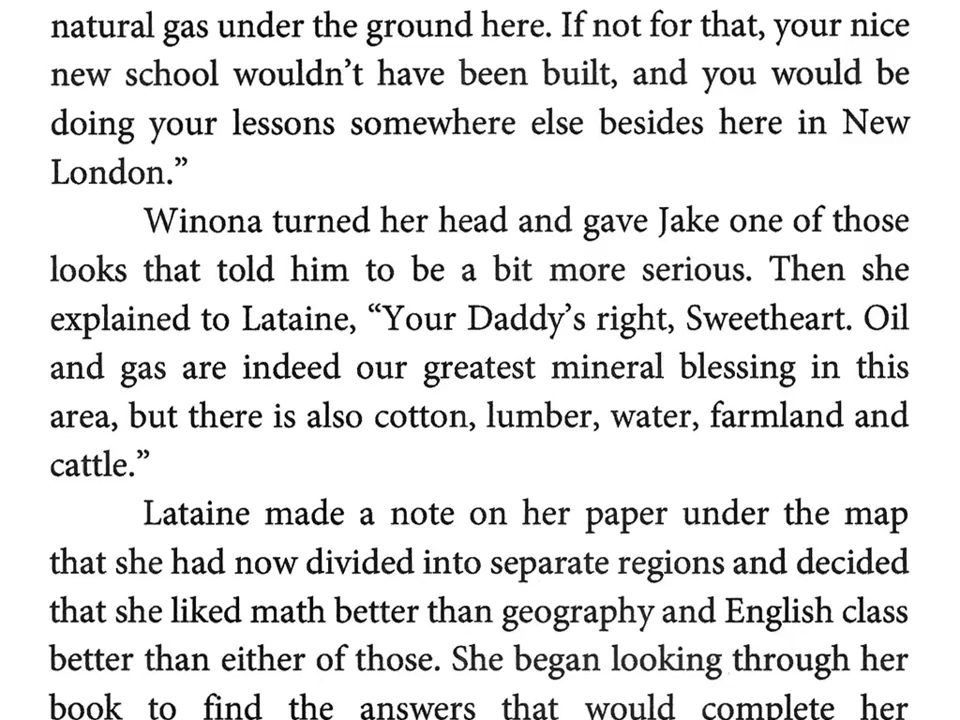 natural gas under the ground here. If not for that, your nice
new school wouldn’t have been built, and you would be
doing your lessons somewhere else besides here in New
London.”
Winona turned her head and gave Jake one of those
looks that told him to be a bit more serious. Then she
explained to Lataine, “Your Daddy’s right, Sweetheart. Oil
and gas are indeed our greatest mineral blessing in this
area, but there is also cotton, lumber, water, farmland and
cattle.”
Lataine made a note on her paper under the map
that she had now divided into separate regions and decided
that she liked math better than geography and English class
better than either of those. She began looking through her
book to find the answers that would complete her